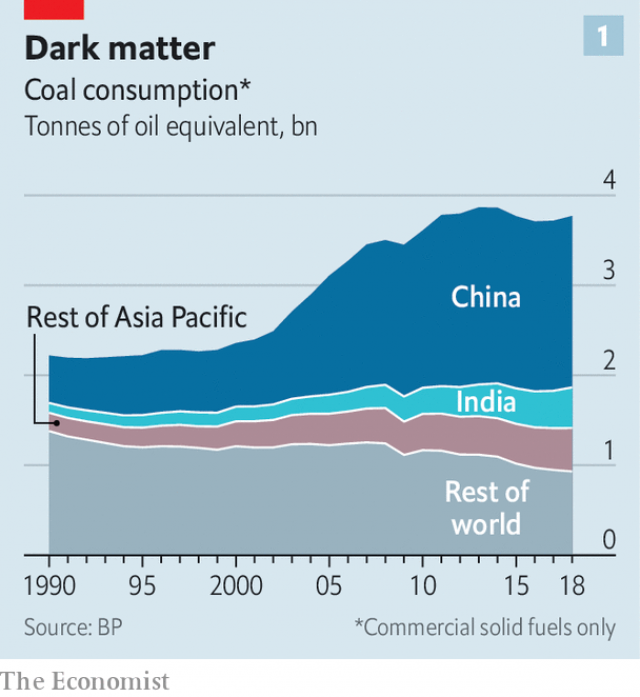 1
Dark matter
Coal consumption*
Tonnes of oil equivalent, bn
4
3
China
Rest of Asia Pacific
2
India
1
Rest of
world
0
1990 95 2000 05 10 15 18
Source: BP *Commercial solid fuels only
The Economist